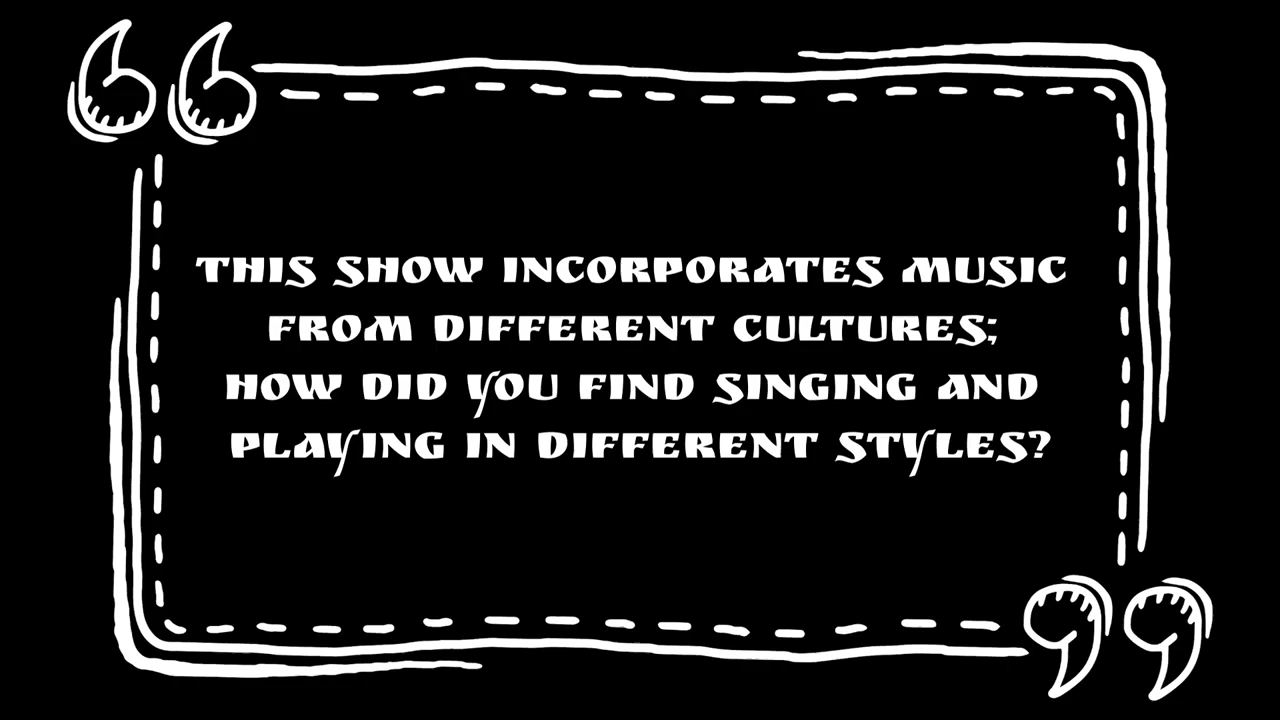 THIS SHOW INCORPORATES MUSIC
FROM DIFFERENT CULTURES;
HOW DID YOU FIND SINGING AND
PLAYING IN DIFFERENT STYLES?